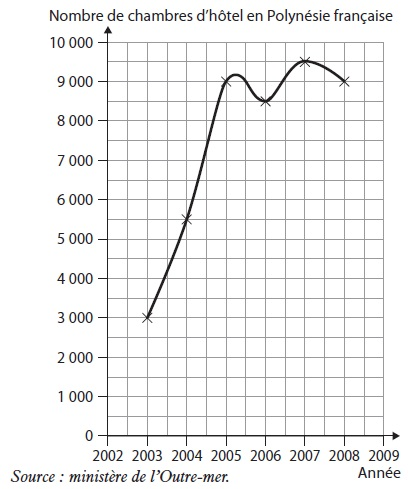 Nombre de chambres d’hôtel en Polynésie française
10 000
9 000
8 000
7 000
6 000
5 000
4 000
3 000
2 000
1 000
0
2002 2003 2004 2005 2006 2007 2008 2009
Année
Source : ministère de l’Outre-mer.